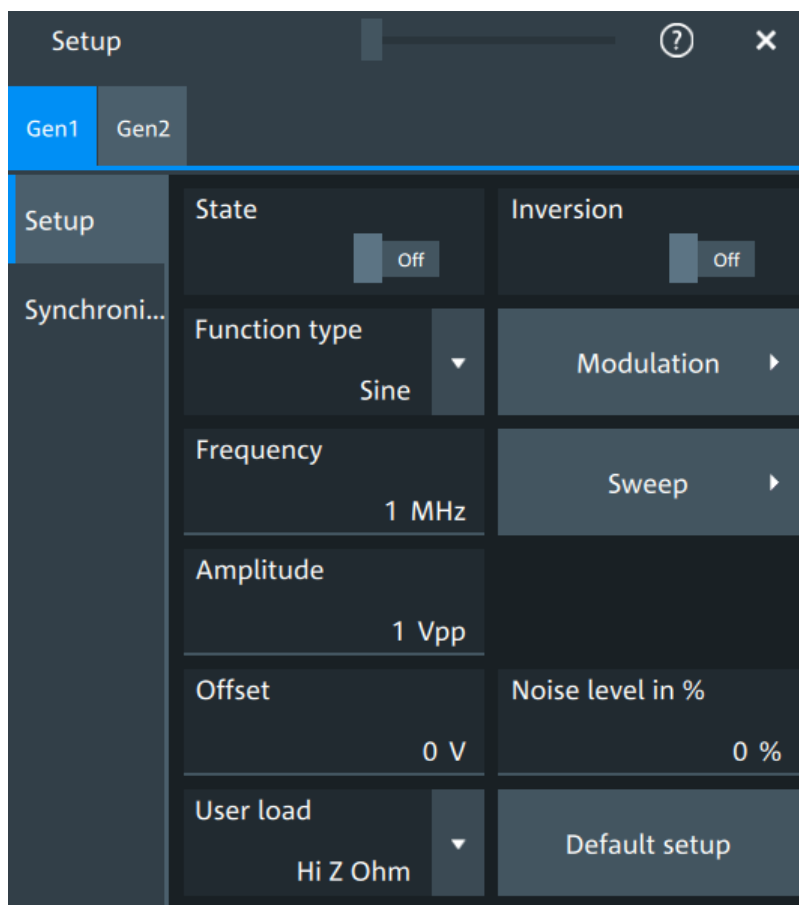 Setup
?
Gen1 Gen2
Setup
Synchroni...
State
Off
Inversion
Off
Function type
Sine
Modulation
Frequency
1 MHz
Sweep
Amplitude
1 Vpp
Offset
0 V
Noise level in %
0 %
User load
Hi Z Ohm
Default setup